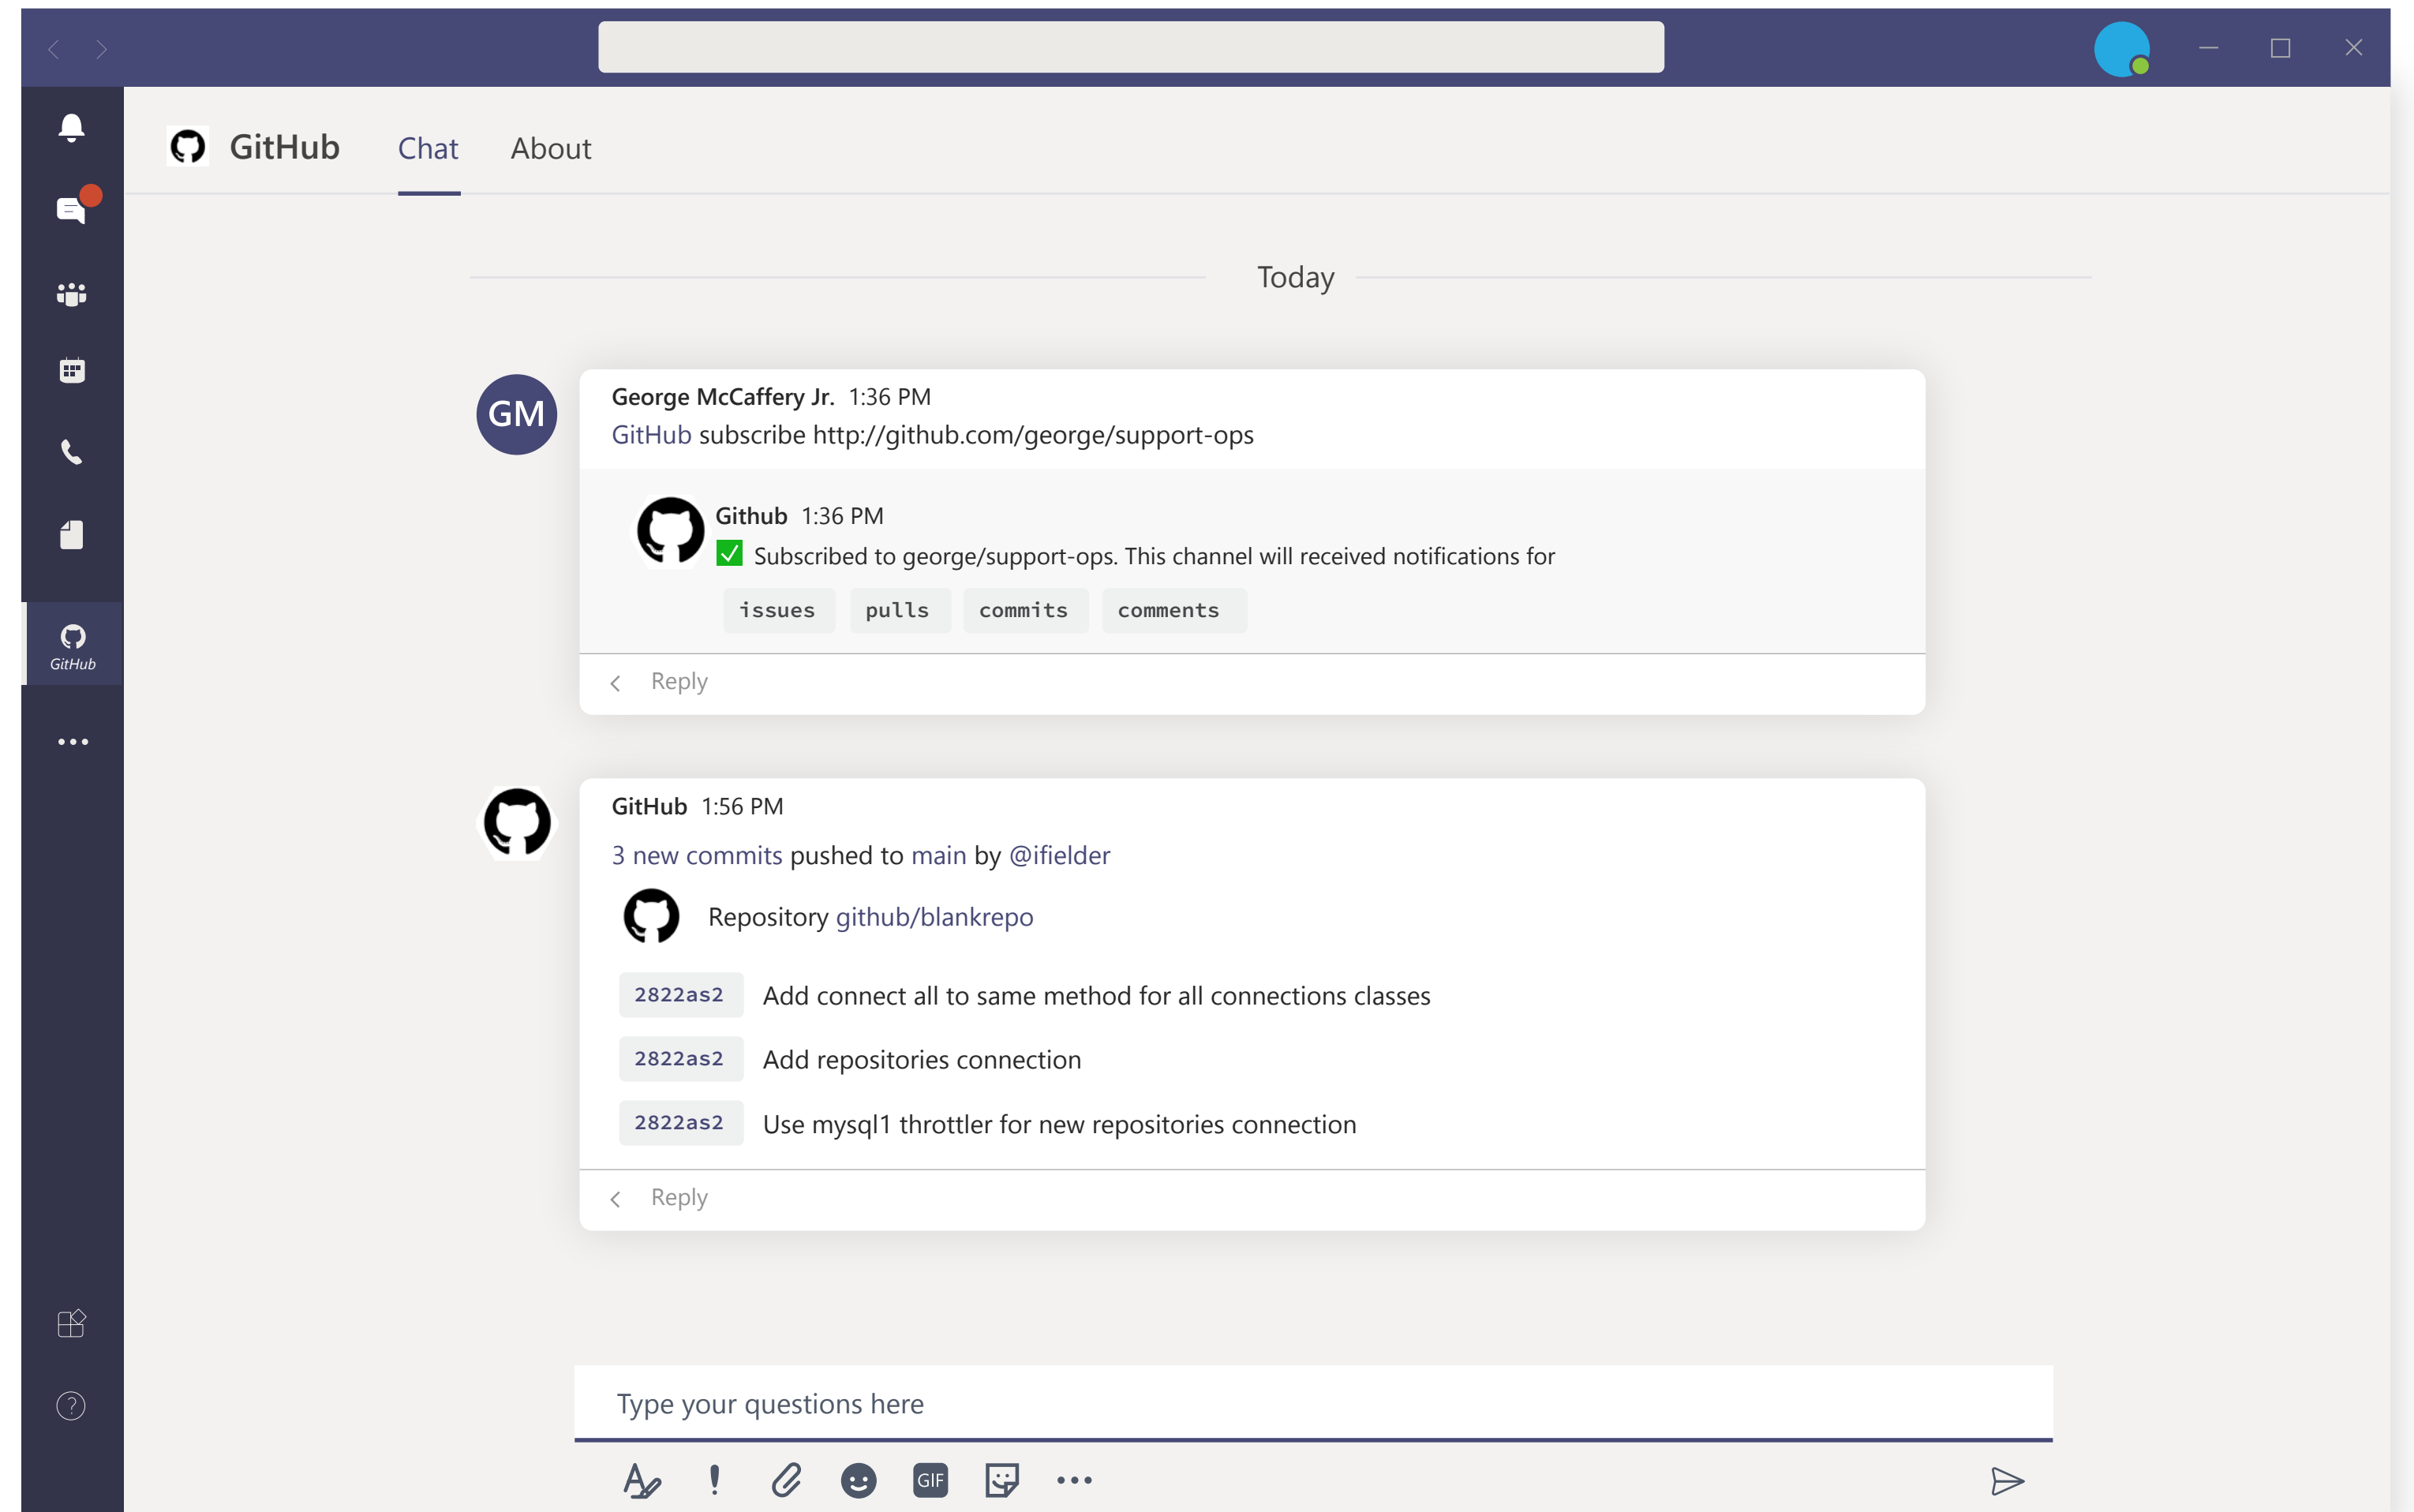 GitHub Chat About
Today
GM
George McCaffery Jr. 1:36 PM
GitHub subscribe http://github.com/george/support-ops
Github 1:36 PM
✅ Subscribed to george/support-ops. This channel will received notifications for
issues pulls commits comments
Reply
GitHub
GitHub 1:56 PM
3 new commits pushed to main by @ifielder
Repository github/blankrepo
2822as2 Add connect all to same method for all connections classes
2822as2 Add repositories connection
2822as2 Use mysql1 throttler for new repositories connection
Reply
Type your questions here
GIF